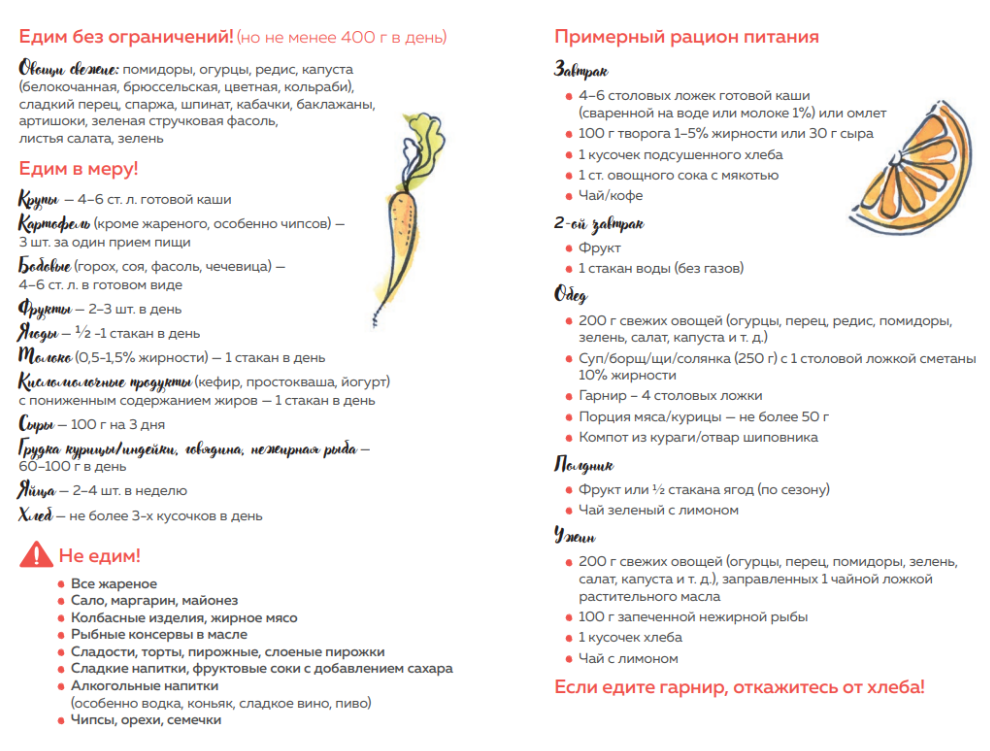 Едим без ограничений! (но не менее 400 г в день)
Овощи свежие: помидоры, огурцы, редис, капуста
(белокочанная, брюссельская, цветная, кольраби),
сладкий перец, спаржа, шпинат, кабачки, баклажаны,
артишоки, зеленая стручковая фасоль,
листья салата, зелень
Едим в меру!
Крупы — 4–6 ст. л. готовой каши
Картофель (кроме жареного, особенно чипсов) —
3 шт. за один прием пищи
Бобовые (горох, соя, фасоль, чечевица) —
4–6 ст. л. в готовом виде
Фрукты — 2–3 шт. в день
Ягоды — ½ -1 стакан в день
Молоко (0,5-1,5% жирности) — 1 стакан в день
Кисломолочные продукты (кефир, простокваша, йогурт)
с пониженным содержанием жиров — 1 стакан в день
Сыры — 100 г на 3 дня
Грудка курицы/индейки, говядина, нежирная рыба —
60–100 г в день
Яйца — 2–4 шт. в неделю
Хлеб — не более 3-х кусочков в день
Не едим!
Все жареное
Сало, маргарин, майонез
Колбасные изделия, жирное мясо
Рыбные консервы в масле
Сладости, торты, пирожные, слоеные пирожки
Сладкие напитки, фруктовые соки с добавлением сахара
Алкогольные напитки
(особенно водка, коньяк, сладкое вино, пиво)
Чипсы, орехи, семечки
Примерный рацион питания
Завтрак
4–6 столовых ложек готовой каши
(сваренной на воде или молоке 1%) или омлет
100 г творога 1–5% жирности или 30 г сыра
1 кусочек подсушенного хлеба
1 ст. овощного сока с мякотью
Чай/кофе
2-ой завтрак
Фрукт
1 стакан воды (без газов)
Обед
200 г свежих овощей (огурцы, перец, редис, помидоры,
зелень, салат, капуста и т. д.)
Суп/борщ/щи/солянка (250 г) с 1 столовой ложкой сметаны
10% жирности
Гарнир – 4 столовых ложки
Порция мяса/курицы — не более 50 г
Компот из кураги/отвар шиповника
Полдник
Фрукт или ½ стакана ягод (по сезону)
Чай зеленый с лимоном
Ужин
200 г свежих овощей (огурцы, перец, помидоры, зелень,
салат, капуста и т. д.), заправленных 1 чайной ложкой
растительного масла
100 г запеченной нежирной рыбы
1 кусочек хлеба
Чай с лимоном
Если едите гарнир, откажитесь от хлеба!